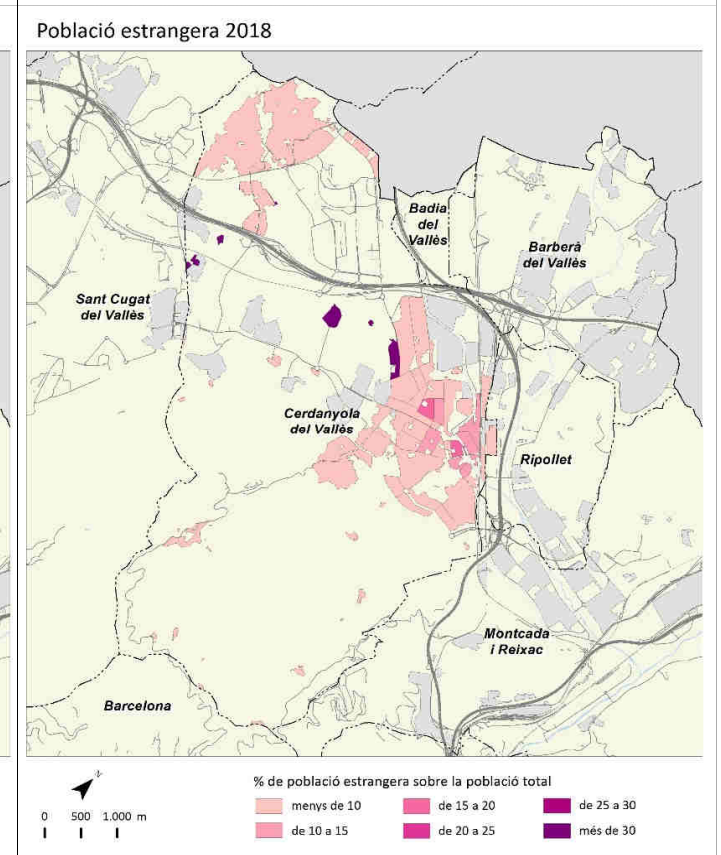 Població estrangera 2018
Badia
del
Vallès
Barberà
del Vallès
Sant Cugat
del Vallès
Cerdanyola
del Vallès
Ripollet
Montcada
i Reixac
Barcelona
N
0 500 1.000 m
% de població estrangera sobre la població total
menys de 10
de 15 a 20
de 25 a 30
de 10 a 15
de 20 a 25
més de 30